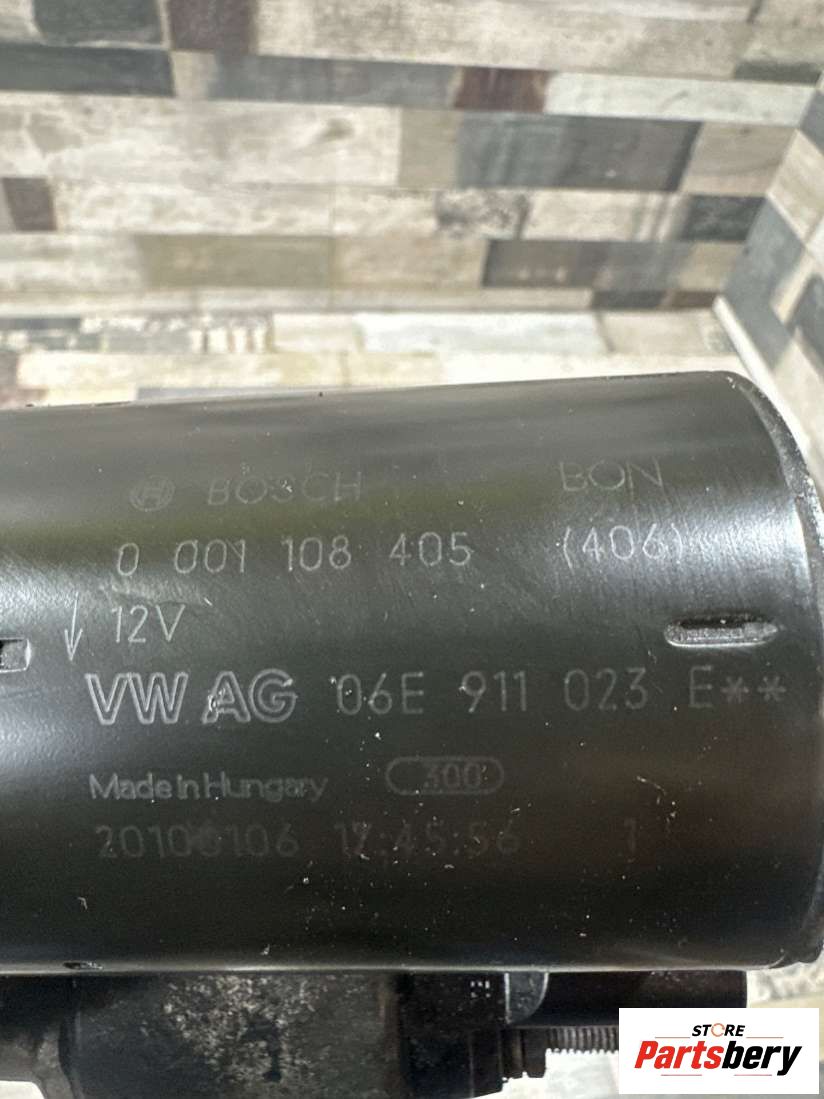 BOSCH BON
0 001 108 405 (406)
12V
VW AG 06E 911 023 E**
Made in Hungary 300
20100106 17:45:56 1
STORE
Partsbery